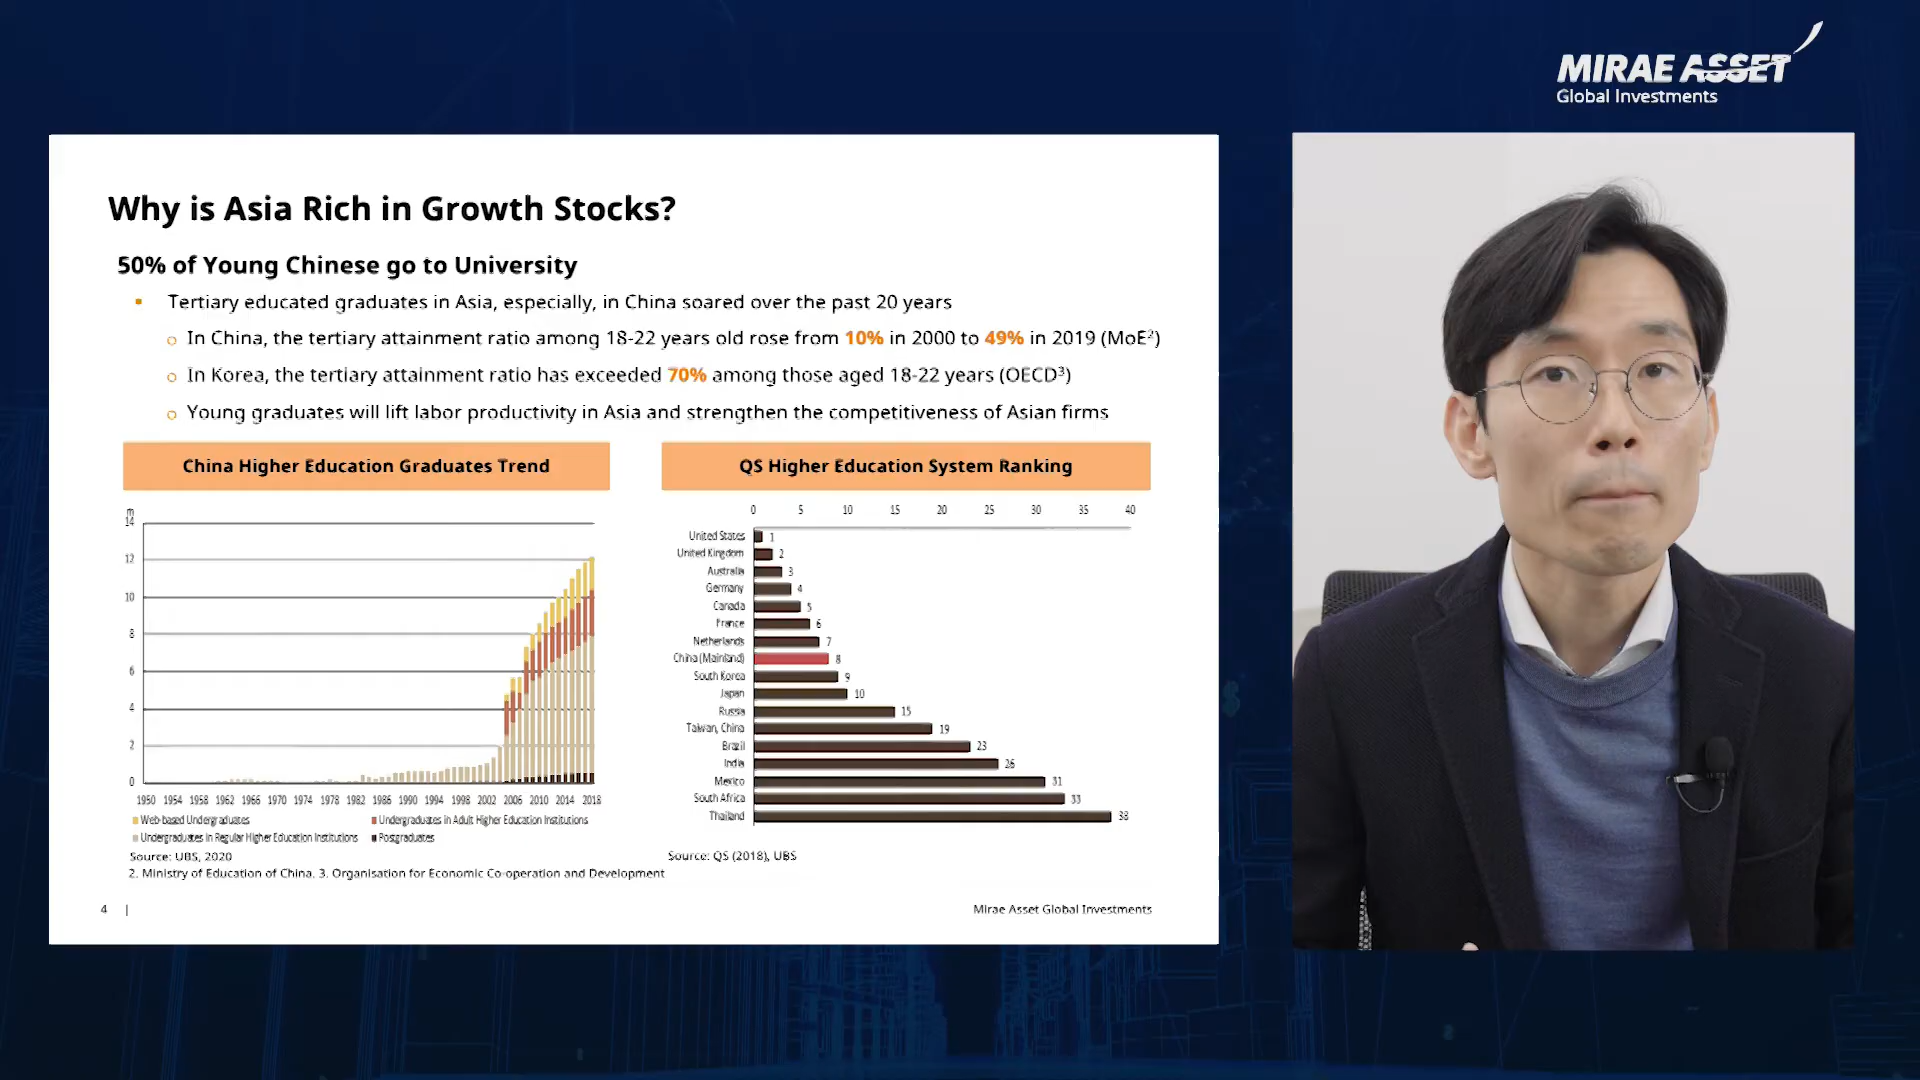 MIRAE ASSET
Global Investments
Why is Asia Rich in Growth Stocks?
50% of Young Chinese go to University
Tertiary educated graduates in Asia, especially, in China soared over the past 20 years
In China, the tertiary attainment ratio among 18-22 years old rose from 10% in 2000 to 49% in 2019 (MoE²)
In Korea, the tertiary attainment ratio has exceeded 70% among those aged 18-22 years (OECD³)
Young graduates will lift labor productivity in Asia and strengthen the competitiveness of Asian firms
China Higher Education Graduates Trend
m
14
12
10
8
6
4
2
0
1950 1954 1958 1962 1966 1970 1974 1978 1982 1986 1990 1994 1998 2002 2006 2010 2014 2018
Web-based Undergraduates
Undergraduates in Adult Higher Education Institutions
Undergraduates in Regular Higher Education Institutions
Postgraduates
Source: UBS, 2020
2. Ministry of Education of China. 3. Organisation for Economic Co-operation and Development
QS Higher Education System Ranking
0 5 10 15 20 25 30 35 40
United States 1
United Kingdom 2
Australia 3
Germany 4
Canada 5
France 6
Netherlands 7
China (Mainland) 8
South Korea 9
Japan 10
Russia 15
Taiwan, China 19
Brazil 23
India 26
Mexico 31
South Africa 33
Thailand 38
Source: QS (2018), UBS
4 |
Mirae Asset Global Investments